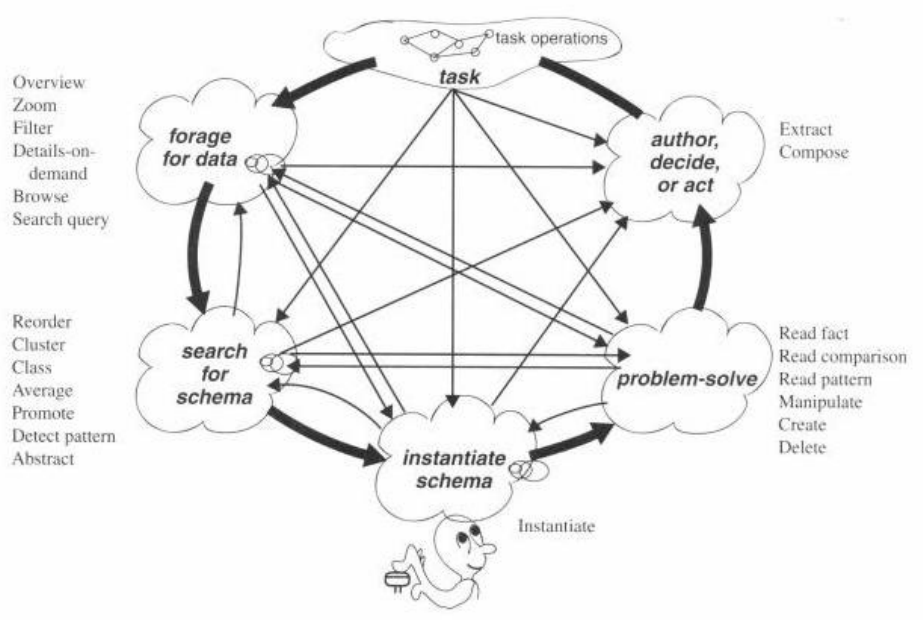 task operations
task
Overview
Zoom
Filter
Details-on-
demand
Browse
Search query
forage
for data
author,
decide,
or act
Extract
Compose
Reorder
Cluster
Class
Average
Promote
Detect pattern
Abstract
search
for
schema
problem-solve
Read fact
Read comparison
Read pattern
Manipulate
Create
Delete
instantiate
schema
Instantiate